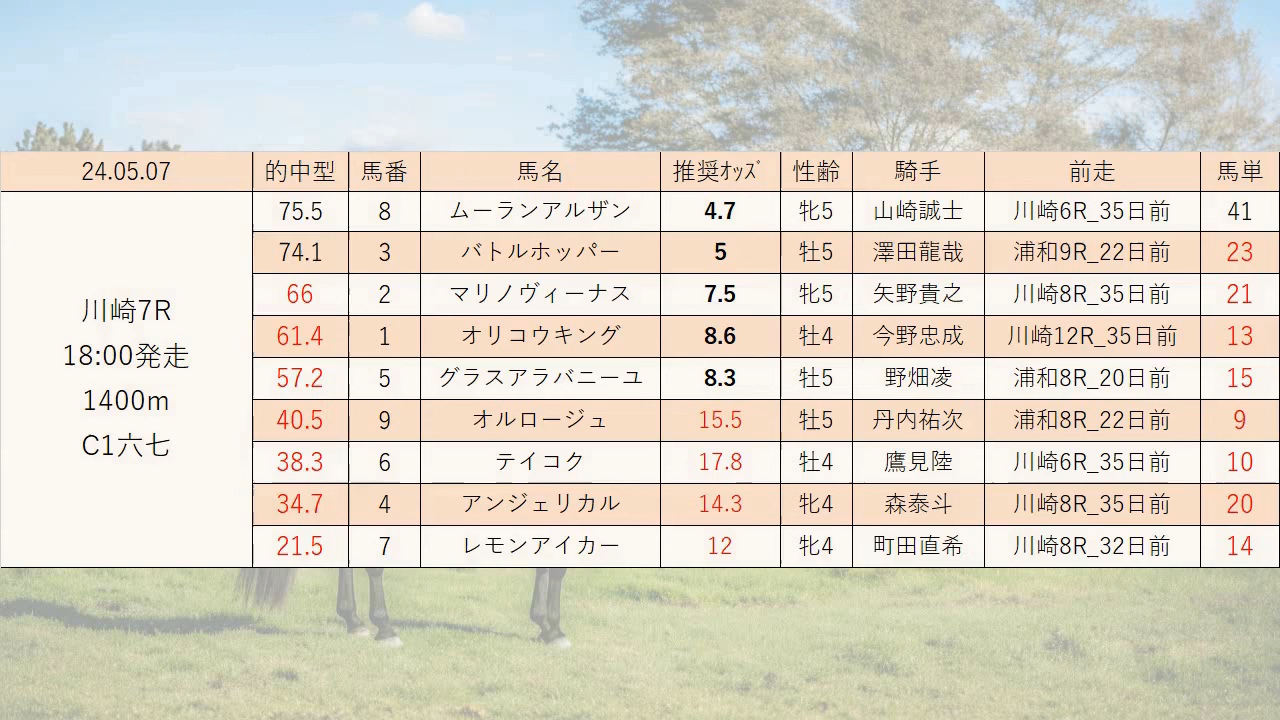 24.05.07 的中型 馬番 馬名 推奨ｵｯｽﾞ 性齢 騎手 前走 馬単
川崎7R
18:00発走
1400m
C1六七
75.5 8 ムーランアルザン 4.7 牝5 山崎誠士 川崎6R_35日前 41
74.1 3 バトルホッパー 5 牡5 澤田龍哉 浦和9R_22日前 23
66 2 マリノヴィーナス 7.5 牝5 矢野貴之 川崎8R_35日前 21
61.4 1 オリコウキング 8.6 牡4 今野忠成 川崎12R_35日前 13
57.2 5 グラスアラバニーユ 8.3 牡5 野畑凌 浦和8R_20日前 15
40.5 9 オルロージュ 15.5 牡5 丹内祐次 浦和8R_22日前 9
38.3 6 テイコク 17.8 牡4 鷹見陸 川崎6R_35日前 10
34.7 4 アンジェリカル 14.3 牝4 森泰斗 川崎8R_35日前 20
21.5 7 レモンアイカー 12 牝4 町田直希 川崎8R_32日前 14